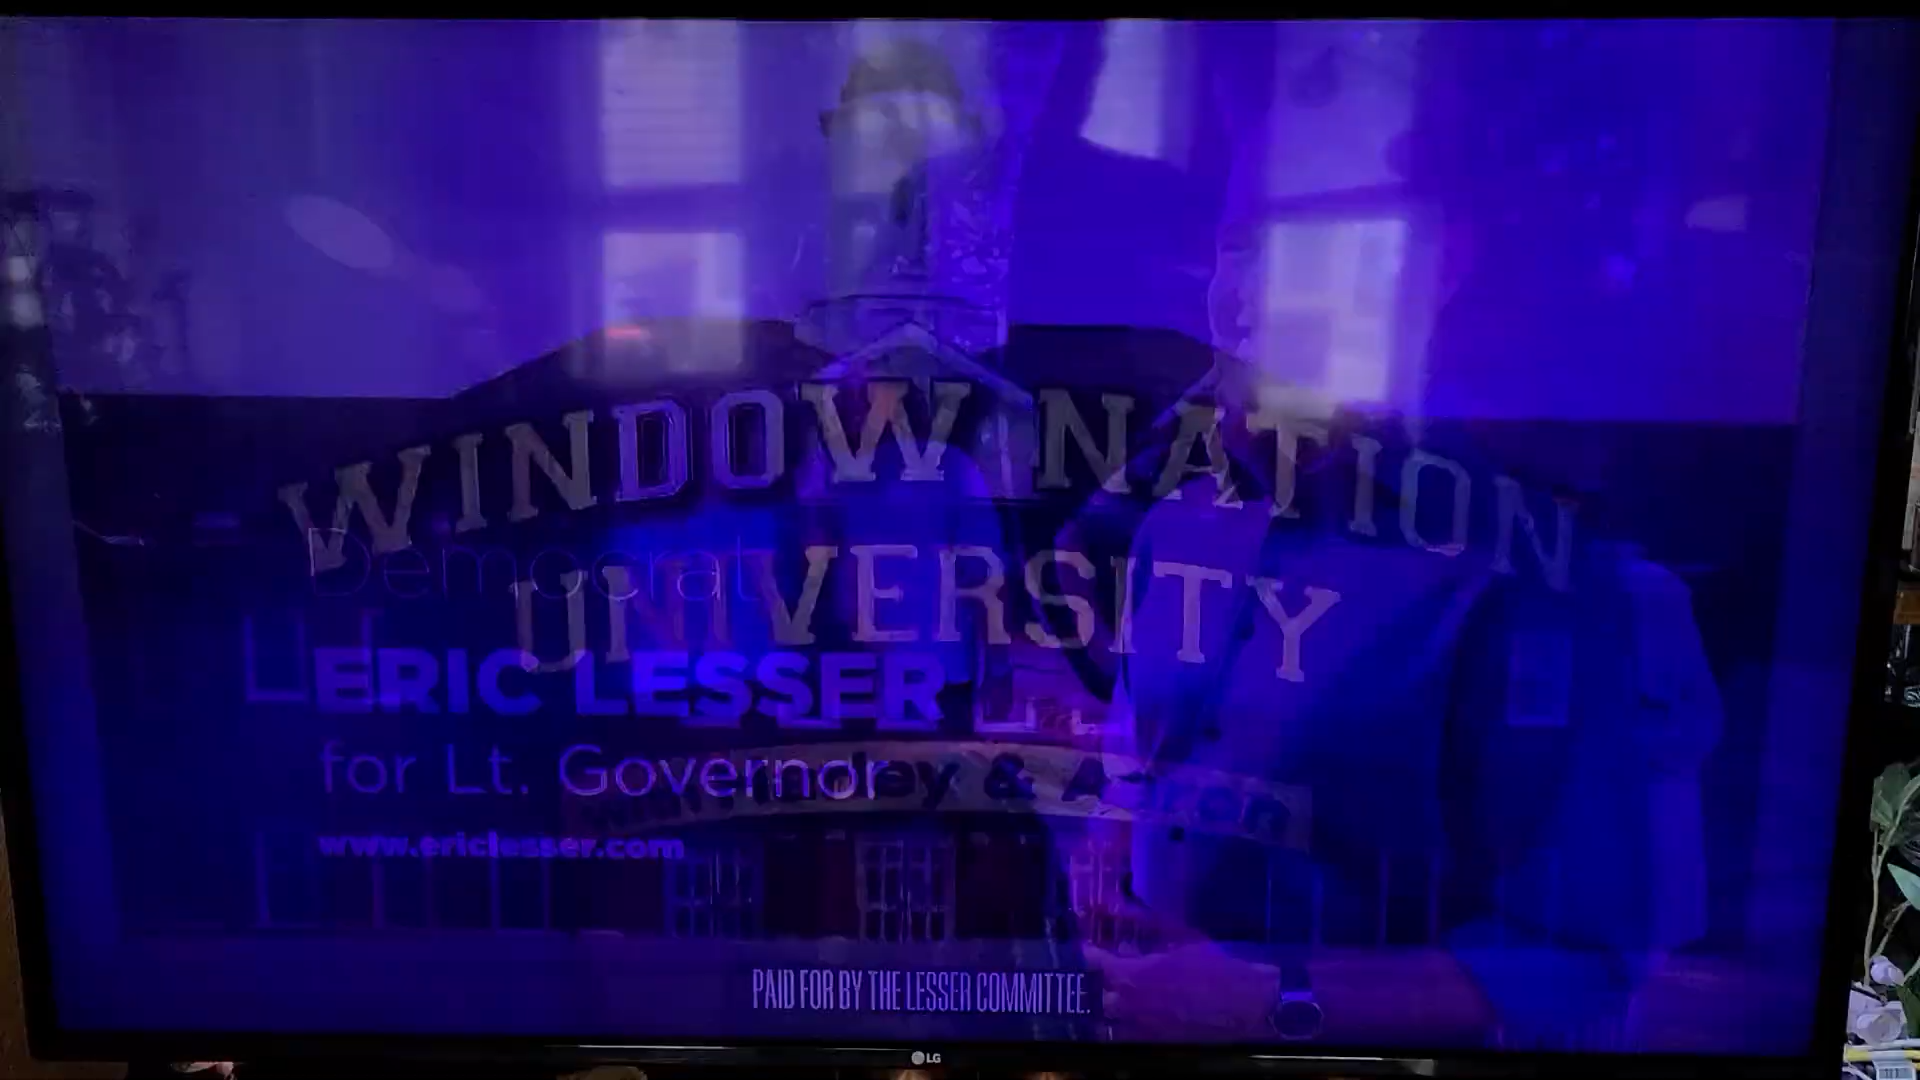 WINDOW NATION
UNIVERSITY
Democrat
ERIC LESSER
for Lt. Governor
www.ericlesser.com
& Aaron
PAID FOR BY THE LESSER COMMITTEE.
LG